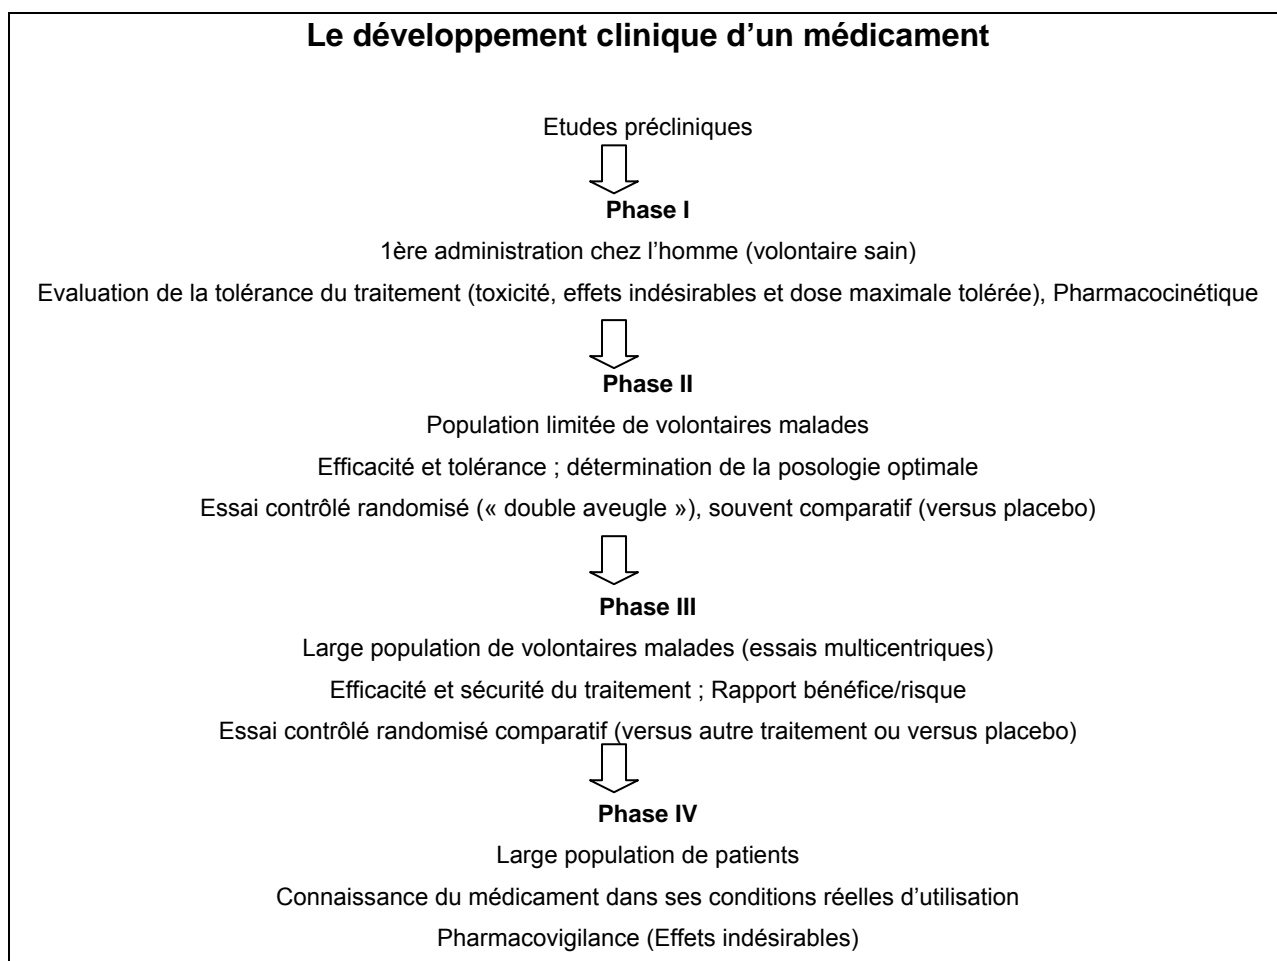 Le développement clinique d’un médicament
Etudes précliniques
Phase I
1ère administration chez l’homme (volontaire sain)
Evaluation de la tolérance du traitement (toxicité, effets indésirables et dose maximale tolérée), Pharmacocinétique
Phase II
Population limitée de volontaires malades
Efficacité et tolérance ; détermination de la posologie optimale
Essai contrôlé randomisé (« double aveugle »), souvent comparatif (versus placebo)
Phase III
Large population de volontaires malades (essais multicentriques)
Efficacité et sécurité du traitement ; Rapport bénéfice/risque
Essai contrôlé randomisé comparatif (versus autre traitement ou versus placebo)
Phase IV
Large population de patients
Connaissance du médicament dans ses conditions réelles d’utilisation
Pharmacovigilance (Effets indésirables)